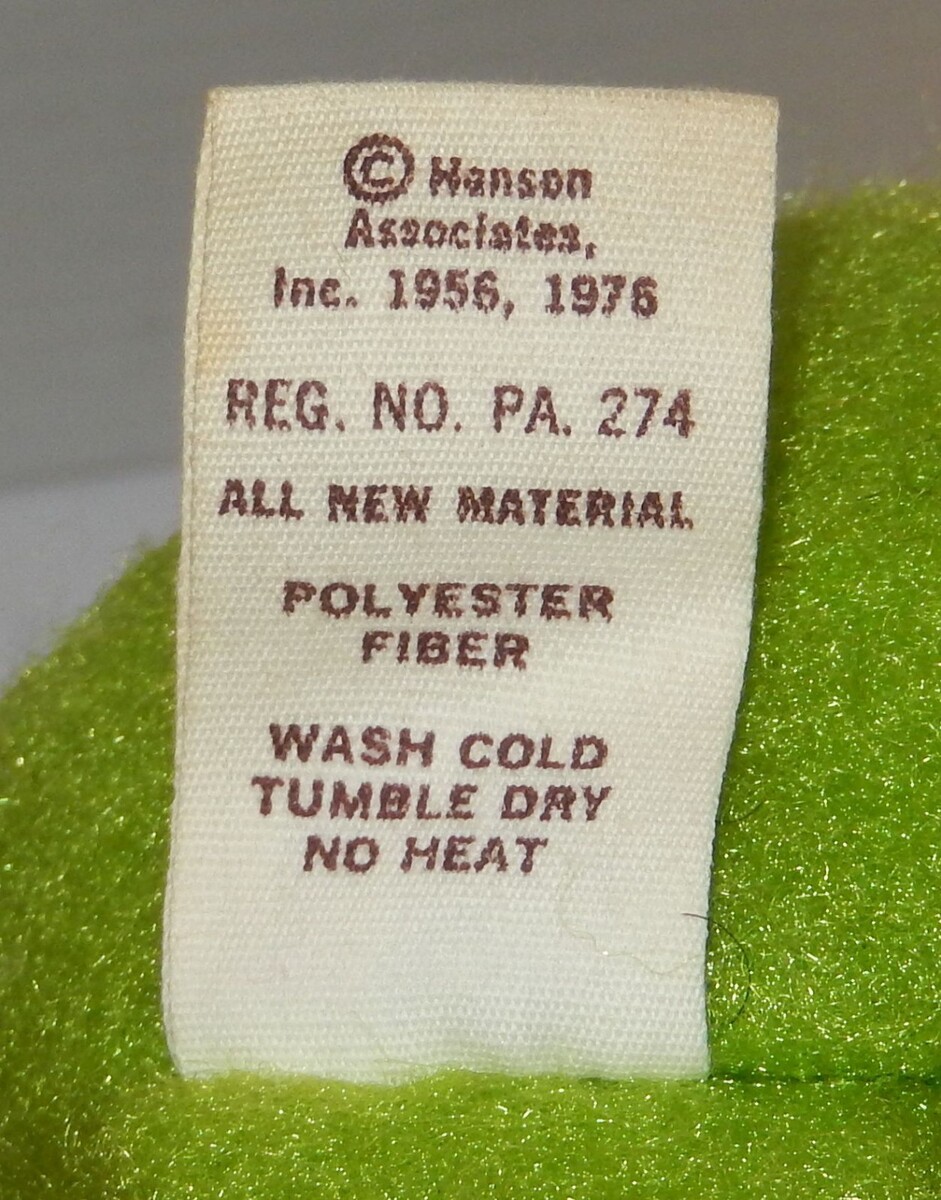 © Henson
Associates,
Inc. 1956, 1976
REG. NO. PA. 274
ALL NEW MATERIAL
POLYESTER
FIBER
WASH COLD
TUMBLE DRY
NO HEAT